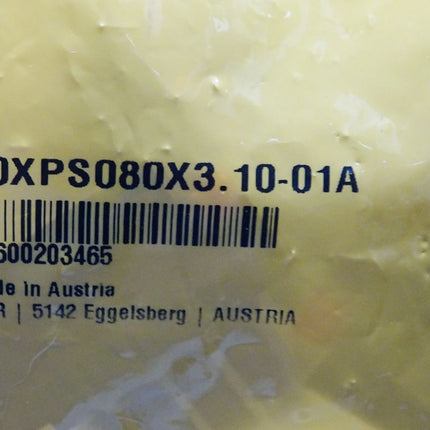 0XPS080X3.10-01A
600203465
de in Austria
R | 5142 Eggelsberg | AUSTRIA